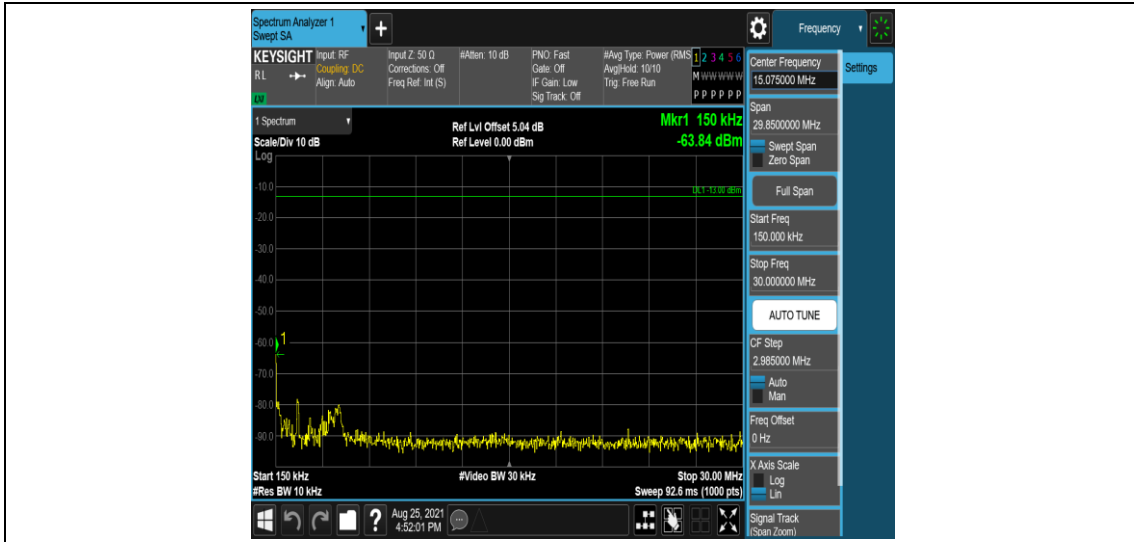 Spectrum Analyzer 1
Swept SA
Frequency
KEYSIGHT
RL
LXI
Input: RF
Coupling: DC
Align: Auto
Input Z: 50 Ω
Corrections: Off
Freq Ref: Int (S)
#Atten: 10 dB
PNO: Fast
Gate: Off
IF Gain: Low
Sig Track: Off
#Avg Type: Power (RMS
Avg|Hold: 10/10
Trig: Free Run
1 2 3 4 5 6
M W W W W W
P P P P P P
1 Spectrum
Scale/Div 10 dB
Log
Ref Lvl Offset 5.04 dB
Ref Level 0.00 dBm
Mkr1 150 kHz
-63.84 dBm
DL1 -13.00 dBm
-10.0
-20.0
-30.0
-40.0
-50.0
-60.0
-70.0
-80.0
-90.0
1
Start 150 kHz
#Res BW 10 kHz
#Video BW 30 kHz
Stop 30.00 MHz
Sweep 92.6 ms (1000 pts)
Aug 25, 2021
4:52:01 PM
?
Center Frequency
15.075000 MHz
Settings
Span
29.8500000 MHz
Swept Span
Zero Span
Full Span
Start Freq
150.000 kHz
Stop Freq
30.000000 MHz
AUTO TUNE
CF Step
2.985000 MHz
Auto
Man
Freq Offset
0 Hz
X Axis Scale
Log
Lin
Signal Track
(Span Zoom)